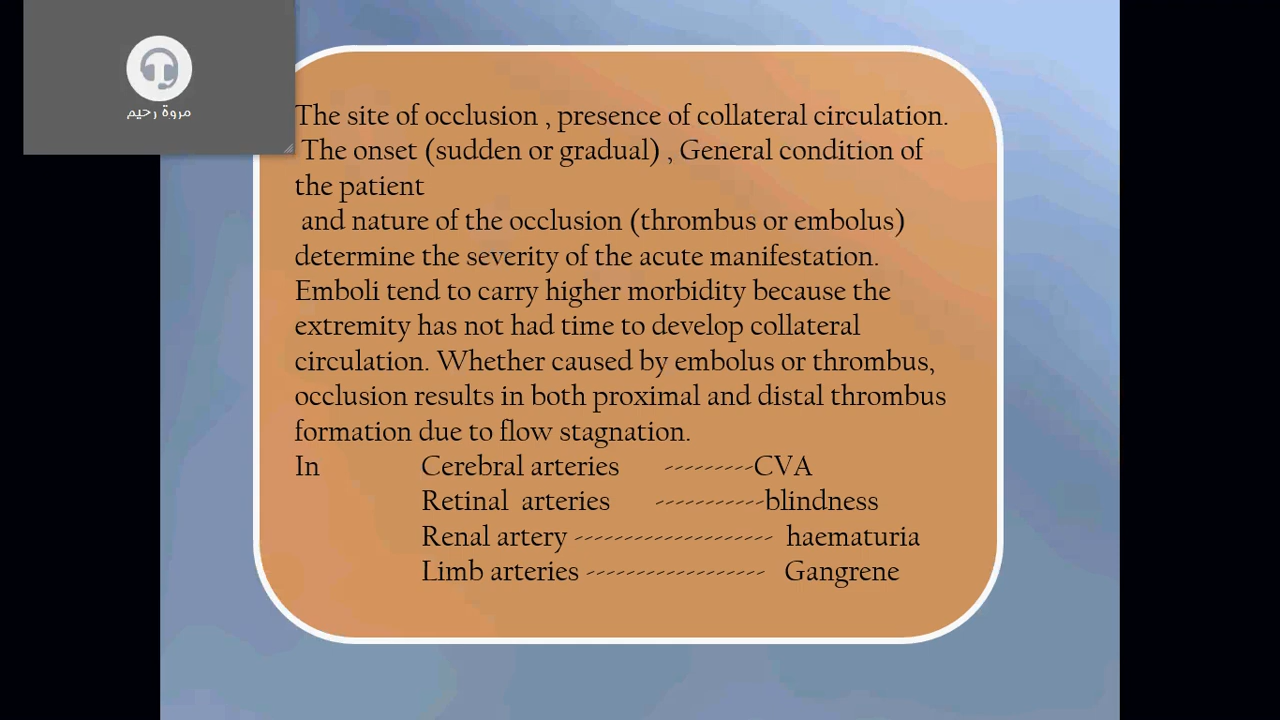 مروة رحيم
The site of occlusion , presence of collateral circulation.
The onset (sudden or gradual) , General condition of
the patient
and nature of the occlusion (thrombus or embolus)
determine the severity of the acute manifestation.
Emboli tend to carry higher morbidity because the
extremity has not had time to develop collateral
circulation. Whether caused by embolus or thrombus,
occlusion results in both proximal and distal thrombus
formation due to flow stagnation.
In Cerebral arteries ---------CVA
Retinal arteries -----------blindness
Renal artery -------------------- haematuria
Limb arteries ------------------ Gangrene